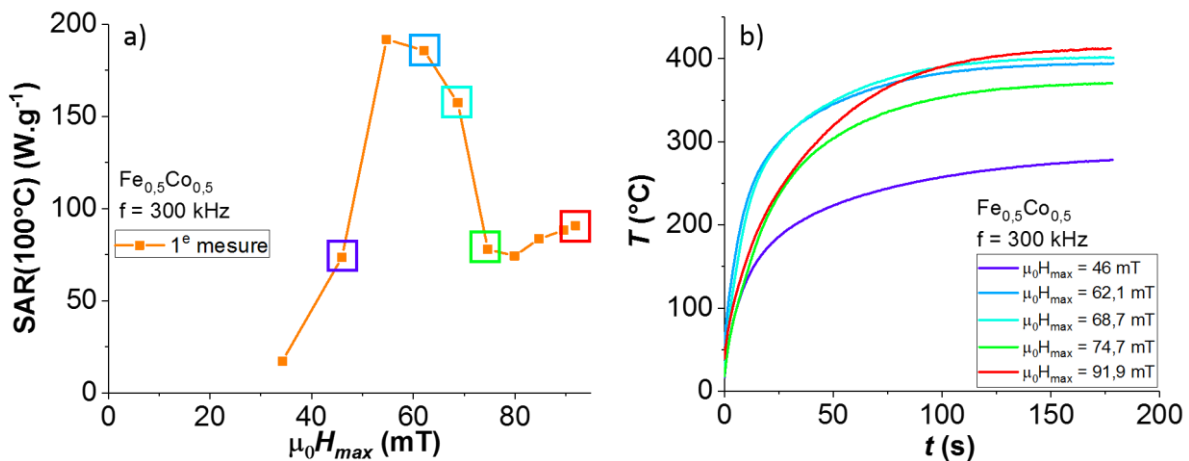 a)
SAR(100°C) (W.g⁻¹)
200
150
100
50
0
Fe₀,₅Co₀,₅
f = 300 kHz
1ᵉ mesure
0 20 40 60 80
μ₀Hₘₐₓ (mT)
b)
T (°C)
400
300
200
100
0
Fe₀,₅Co₀,₅
f = 300 kHz
μ₀Hₘₐₓ = 46 mT
μ₀Hₘₐₓ = 62,1 mT
μ₀Hₘₐₓ = 68,7 mT
μ₀Hₘₐₓ = 74,7 mT
μ₀Hₘₐₓ = 91,9 mT
0 50 100 150 200
t (s)